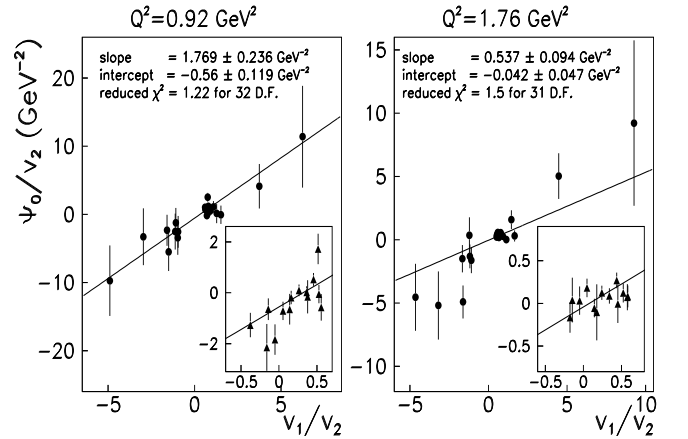 Q²=0.92 GeV²
Q²=1.76 GeV²
slope = 1.769 ± 0.236 GeV⁻²
intercept = −0.56 ± 0.119 GeV⁻²
reduced χ² = 1.22 for 32 D.F.
slope = 0.537 ± 0.094 GeV⁻²
intercept = −0.042 ± 0.047 GeV⁻²
reduced χ² = 1.5 for 31 D.F.
Ψ₀/v₂ (GeV⁻²)
20
10
0
−10
−20
2
0
−2
−0.5 0 0.5
−5 0 5
v₁/v₂
15
10
5
0
−5
−10
0.5
0
−0.5
−0.5 0 0.5
−5 0 5 10
v₁/v₂